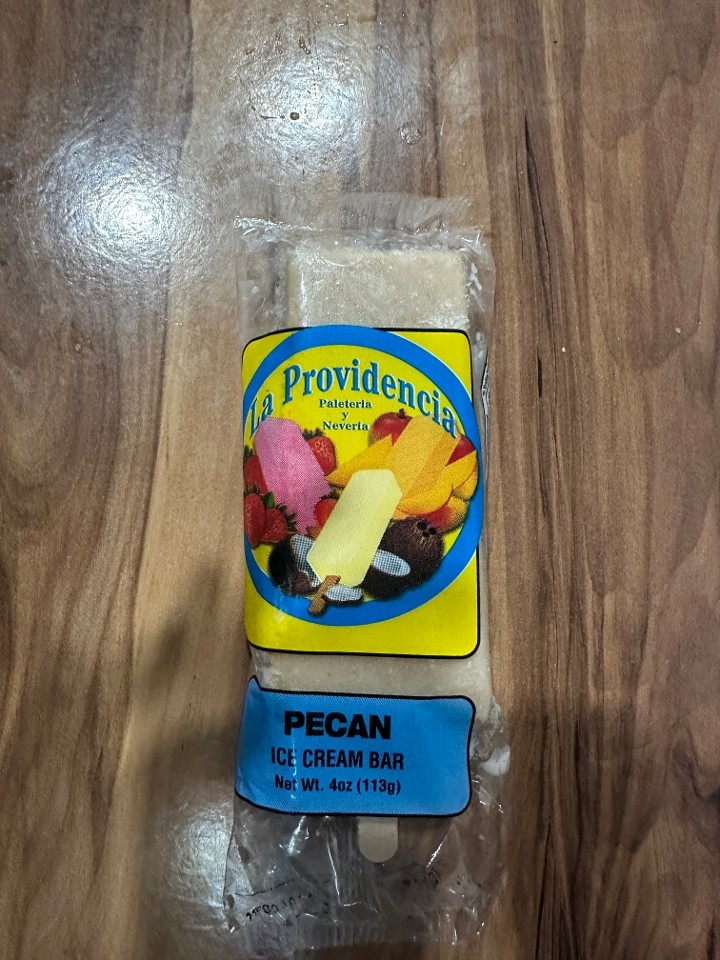 La Providencia
Paleteria
y
Neveria
PECAN
ICE CREAM BAR
Net Wt. 4oz (113g)